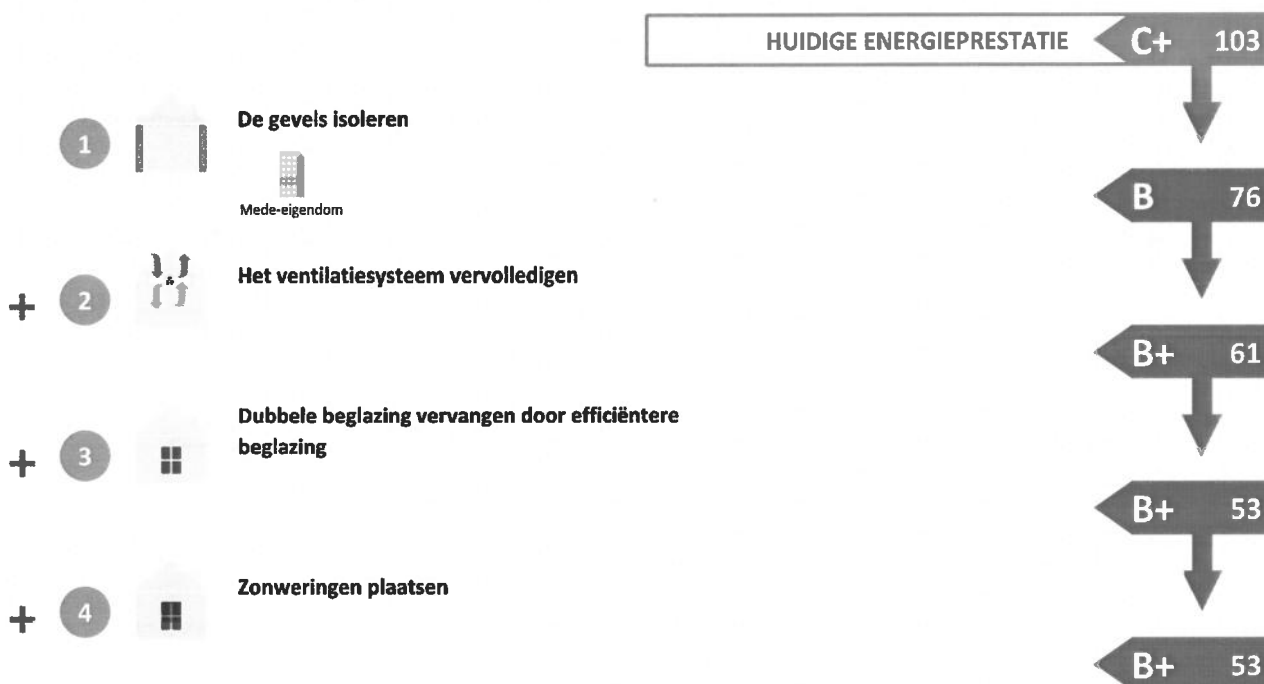 HUIDIGE ENERGIEPRESTATIE C+ 103
1 De gevels isoleren
Mede-eigendom
B 76
+ 2 Het ventilatiesysteem vervolledigen
B+ 61
+ 3 Dubbele beglazing vervangen door efficiëntere
beglazing
B+ 53
+ 4 Zonweringen plaatsen
B+ 53